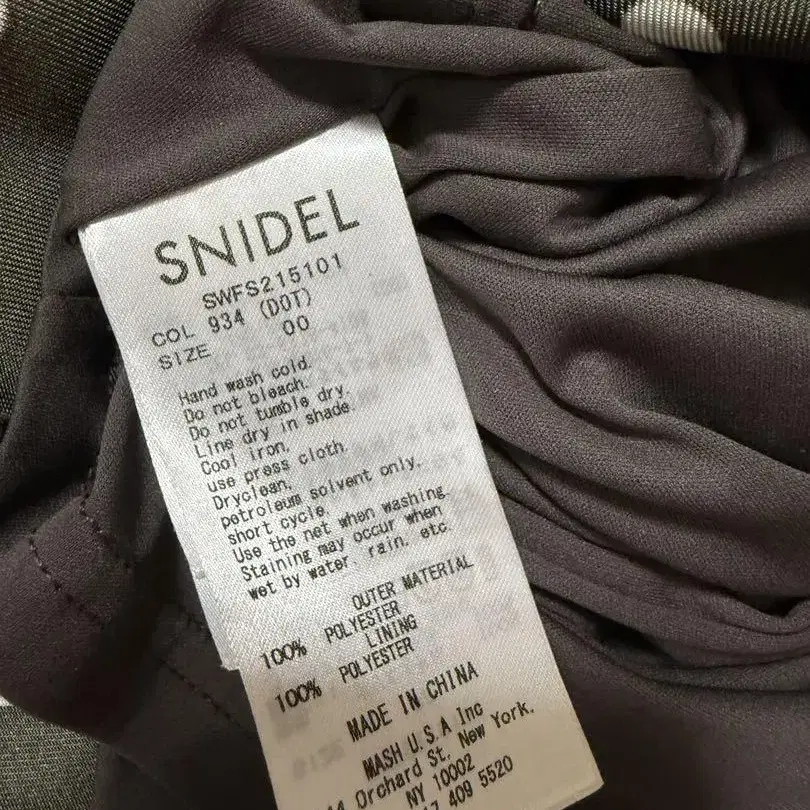 SNIDEL
SWFS215101
COL 934 (DOT)
SIZE 00
Hand wash cold.
Do not bleach.
Do not tumble dry.
Line dry in shade.
Cool iron.
use press cloth.
Dryclean.
petroleum solvent only.
short cycle.
Use the net when washing.
Staining may occur when
wet by water. rain. etc.
OUTER MATERIAL
100% POLYESTER
LINING
100% POLYESTER
MADE IN CHINA
MASH U.S.A Inc
Orchard St. New York.
NY 10002
409 5520